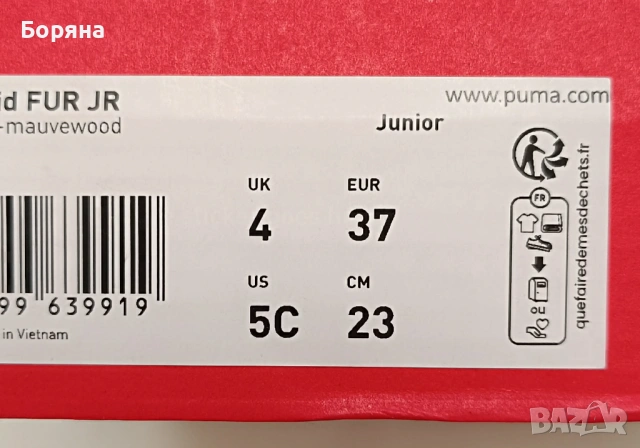 Боряна
id FUR JR
-mauvewood
www.puma.com
Junior
UK
EUR
4
37
US
CM
5C
23
99 639919
in Vietnam
FR
quefairedemesdechets.fr
BAZAR